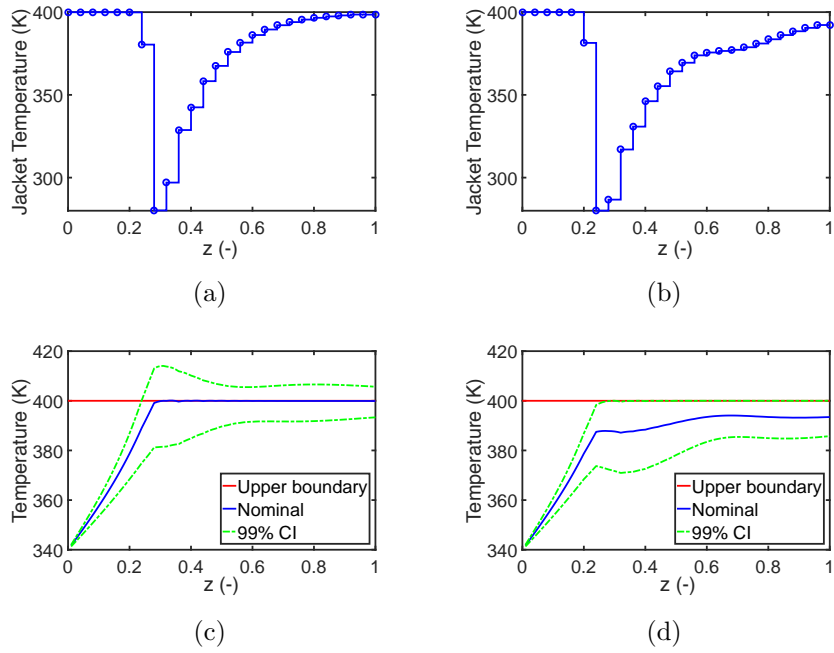 Jacket Temperature (K)
400
350
300
0
0.2
0.4
0.6
0.8
1
z (-)
(a)
Jacket Temperature (K)
400
350
300
0
0.2
0.4
0.6
0.8
1
z (-)
(b)
Temperature (K)
420
400
380
360
340
0
0.2
0.4
0.6
0.8
1
z (-)
Upper boundary
Nominal
99% CI
(c)
Temperature (K)
420
400
380
360
340
0
0.2
0.4
0.6
0.8
1
z (-)
Upper boundary
Nominal
99% CI
(d)